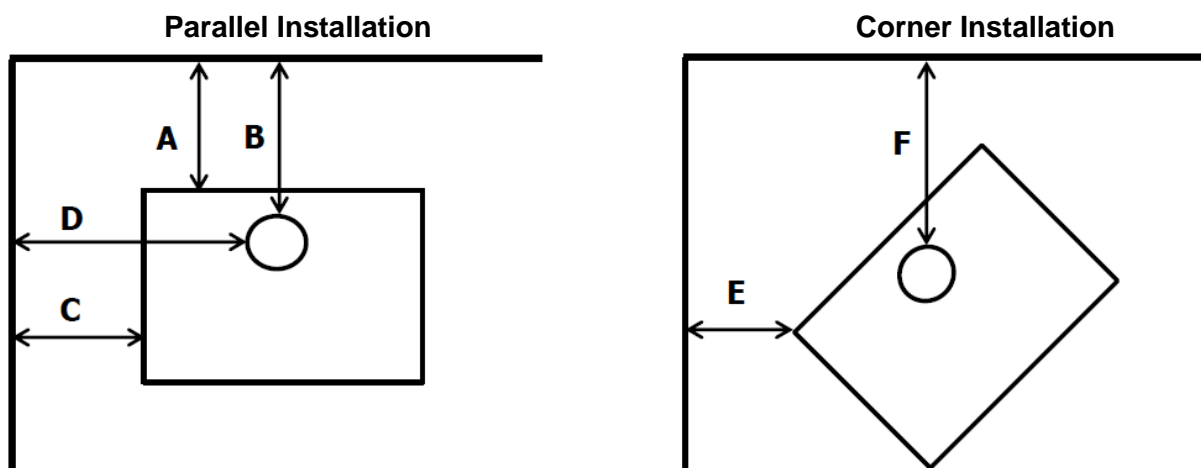 Parallel Installation
Corner Installation
A
B
D
C
F
E